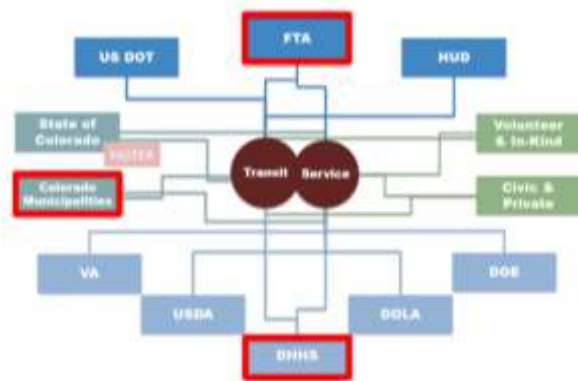 FTA
US DOT
HUD
State of
Colorado
Volunteer
& In-Kind
FASTER
Transit
Service
Colorado
Municipalities
Civic &
Private
VA
DOE
USDA
DOLA
DHHS